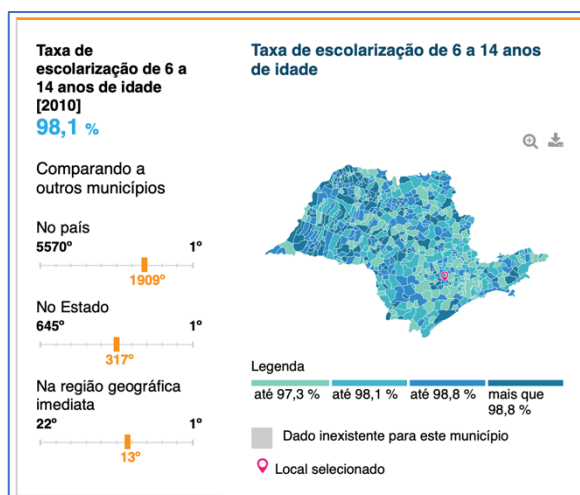 Taxa de
escolarização de 6 a
14 anos de idade
[2010]
98,1 %
Comparando a
outros municípios
No país
5570º 1º
1909º
No Estado
645º 1º
317º
Na região geográfica
imediata
22º 1º
13º
Taxa de escolarização de 6 a 14 anos
de idade
Legenda
até 97,3 % até 98,1 % até 98,8 % mais que
98,8 %
Dado inexistente para este município
Local selecionado